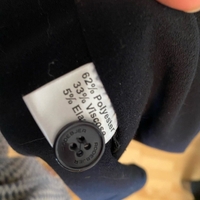 62% Polyester
33% Viscose
5% Ela